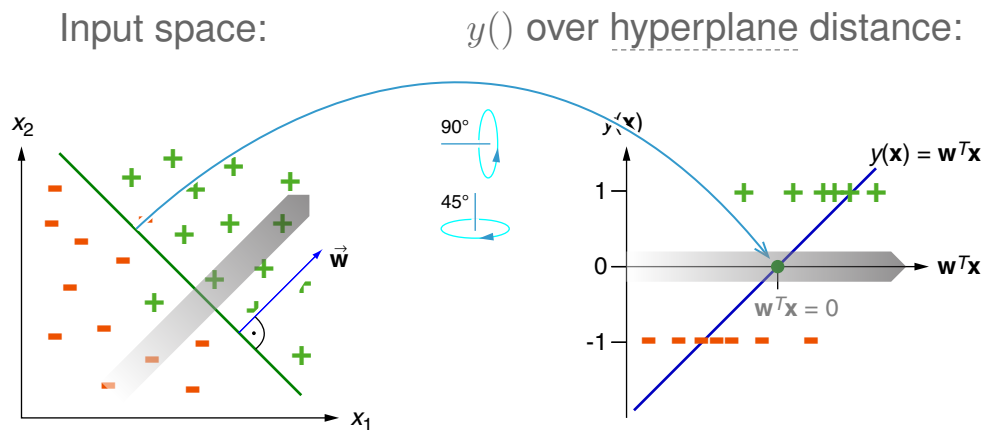 Input space:
y() over hyperplane distance:
x₂
90°
45°
w⃗
x₁
y(x)
y(x) = wᵀx
1
0
-1
wᵀx
wᵀx = 0